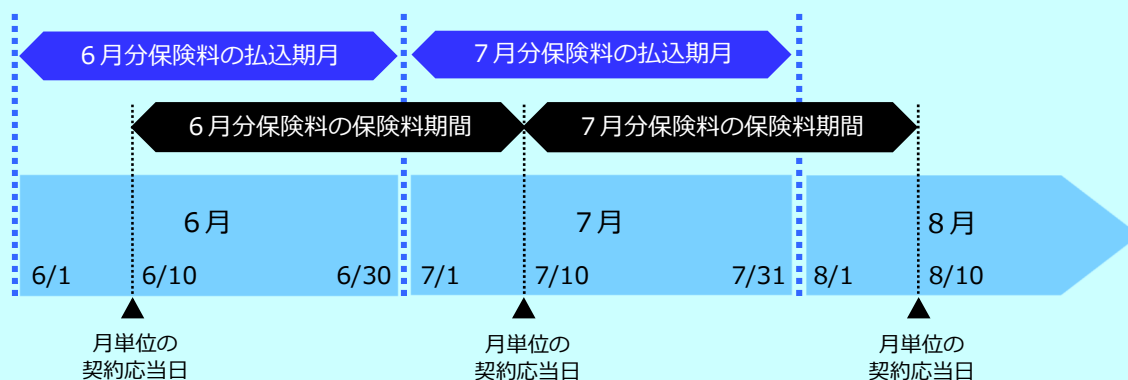 ６月分保険料の払込期月
７月分保険料の払込期月
６月分保険料の保険料期間
７月分保険料の保険料期間
６月
７月
８月
6/1
6/10
6/30
7/1
7/10
7/31
8/1
8/10
月単位の
契約応当日
月単位の
契約応当日
月単位の
契約応当日